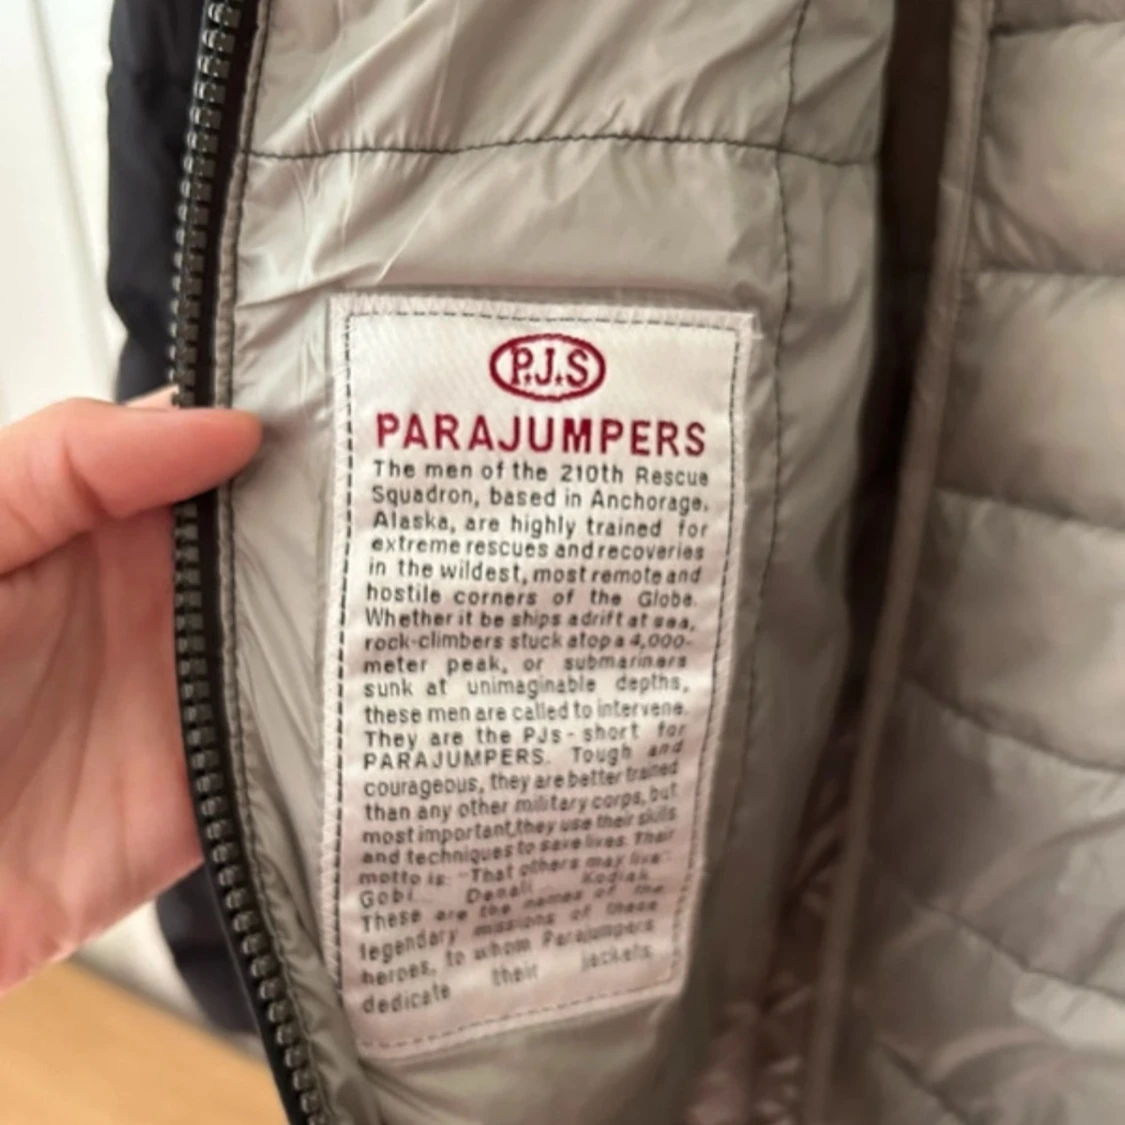 P.J.S
PARAJUMPERS
The men of the 210th Rescue
Squadron, based in Anchorage,
Alaska, are highly trained for
extreme rescues and recoveries
in the wildest, most remote and
hostile corners of the Globe.
Whether it be ships adrift at sea,
rock-climbers stuck atop a 4,000-
meter peak, or submariners
sunk at unimaginable depths,
these men are called to intervene.
They are the PJs - short for
PARAJUMPERS. Tough and
courageous, they are better trained
than any other military corps, but
most important,they use their skills
and techniques to save lives. Their
motto is: "That others may live".
Gobi Denali Kodiak
These are the names of the
legendary missions of these
heroes, to whom Parajumpers
dedicate their jackets